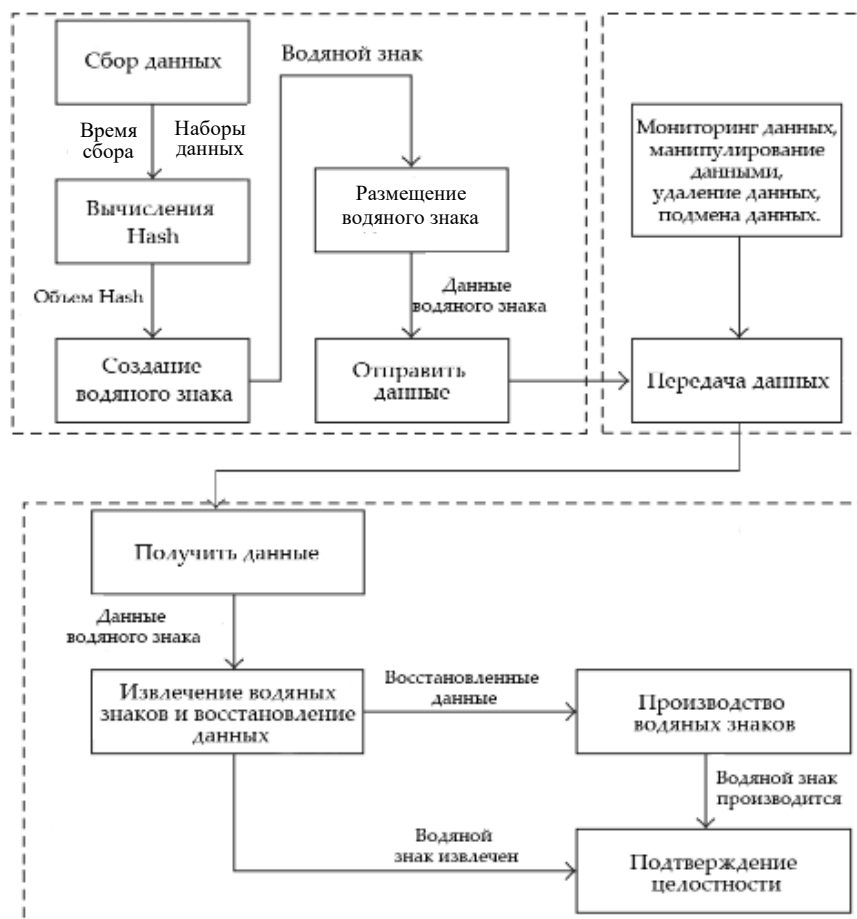 Сбор данных
Время
сбора
Наборы
данных
Вычисления
Hash
Объем Hash
Создание
водяного знака
Водяной знак
Размещение
водяного знака
Данные
водяного знака
Отправить
данные
Мониторинг данных,
манипулирование
данными,
удаление данных,
подмена данных.
Передача данных
Получить данные
Данные
водяного знака
Извлечение водяных
знаков и восстановление
данных
Восстановленные
данные
Производство
водяных знаков
Водяной знак
производится
Водяной
знак извлечен
Подтверждение
целостности